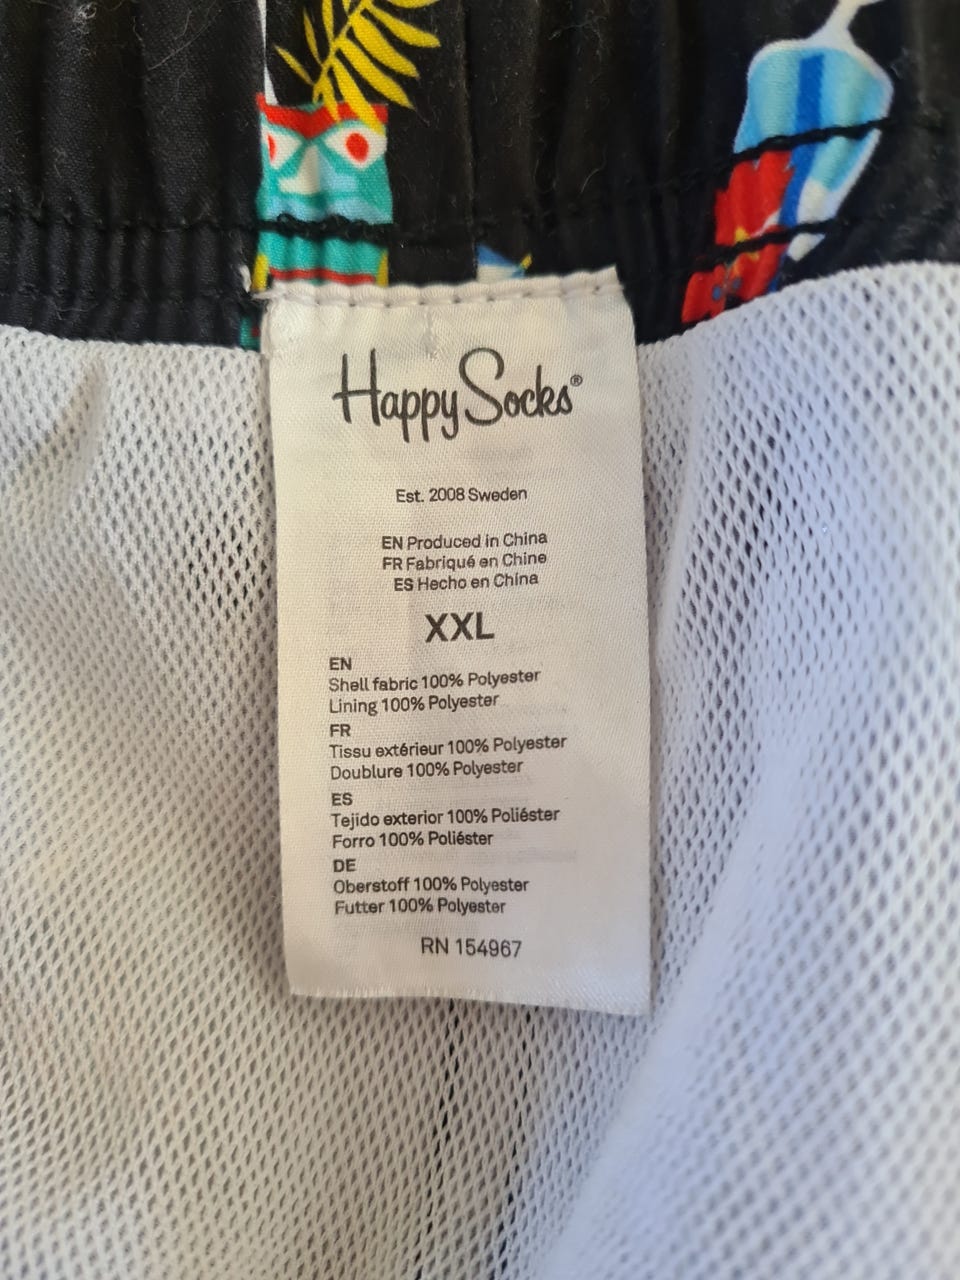 Happy Socks®
Est. 2008 Sweden
EN Produced in China
FR Fabriqué en Chine
ES Hecho en China
XXL
EN
Shell fabric 100% Polyester
Lining 100% Polyester
FR
Tissu extérieur 100% Polyester
Doublure 100% Polyester
ES
Tejido exterior 100% Poliéster
Forro 100% Poliéster
DE
Oberstoff 100% Polyester
Futter 100% Polyester
RN 154967